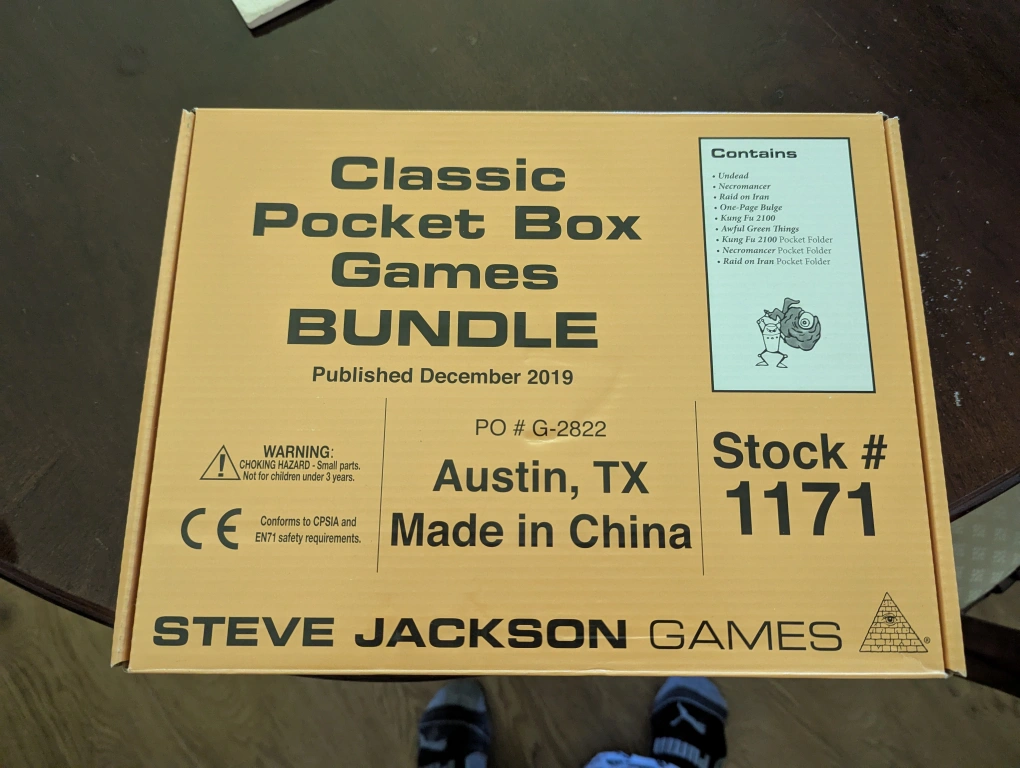 Classic
Pocket Box
Games
BUNDLE
Published December 2019
Contains
• Undead
• Necromancer
• Raid on Iran
• One-Page Bulge
• Kung Fu 2100
• Awful Green Things
• Kung Fu 2100 Pocket Folder
• Necromancer Pocket Folder
• Raid on Iran Pocket Folder
WARNING:
CHOKING HAZARD - Small parts.
Not for children under 3 years.
CE
Conforms to CPSIA and
EN71 safety requirements.
PO # G-2822
Austin, TX
Made in China
Stock #
1171
STEVE JACKSON GAMES
®
PUMA